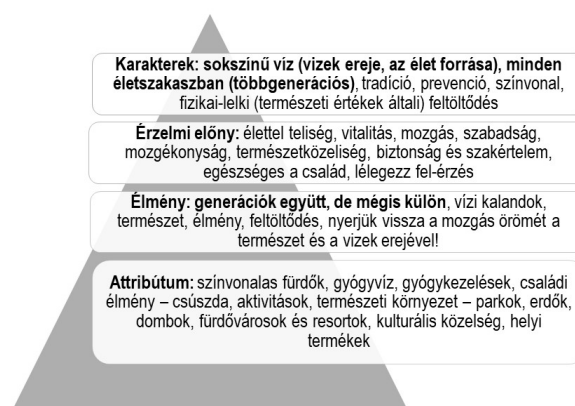 Karakterek: sokszínű víz (vizek ereje, az élet forrása), minden
életszakaszban (többgenerációs), tradíció, prevenció, színvonal,
fizikai-lelki (természeti értékek általi) feltöltődés
Érzelmi előny: élettel teliség, vitalitás, mozgás, szabadság,
mozgékonyság, természetközeliség, biztonság és szakértelem,
egészséges a család, lélegezz fel-érzés
Élmény: generációk együtt, de mégis külön, vízi kalandok,
természet, élmény, feltöltődés, nyerjük vissza a mozgás örömét a
természet és a vizek erejével!
Attribútum: színvonalas fürdők, gyógyvíz, gyógykezelések, családi
élmény – csúszda, aktivitások, természeti környezet – parkok, erdők,
dombok, fürdővárosok és resortok, kulturális közelség, helyi
termékek